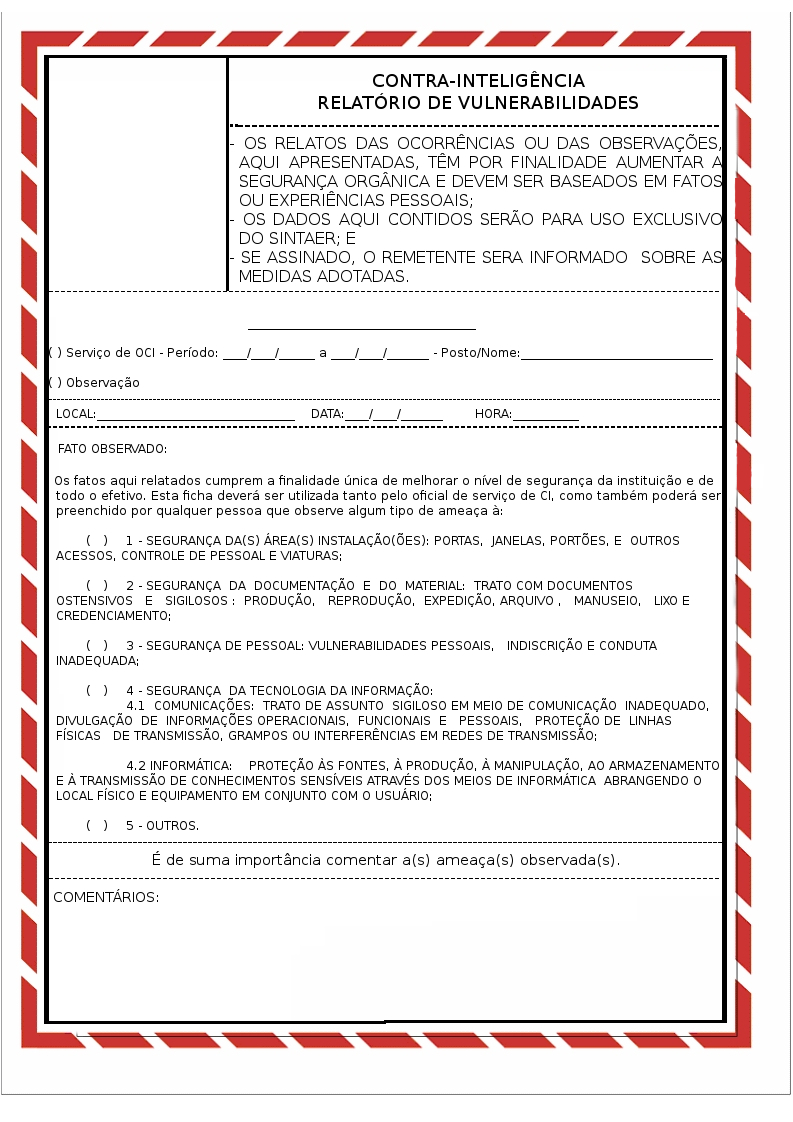 CONTRA-INTELIGÊNCIA
RELATÓRIO DE VULNERABILIDADES
- OS RELATOS DAS OCORRÊNCIAS OU DAS OBSERVAÇÕES,
AQUI APRESENTADAS, TÊM POR FINALIDADE AUMENTAR A
SEGURANÇA ORGÂNICA E DEVEM SER BASEADOS EM FATOS
OU EXPERIÊNCIAS PESSOAIS;
- OS DADOS AQUI CONTIDOS SERÃO PARA USO EXCLUSIVO
DO SINTAER; E
- SE ASSINADO, O REMETENTE SERA INFORMADO SOBRE AS
MEDIDAS ADOTADAS.
( ) Serviço de OCI - Período: ___/___/_____ a ___/___/______ - Posto/Nome:________________________
( ) Observação
LOCAL:____________________________ DATA:___/___/______ HORA:_________
FATO OBSERVADO:
Os fatos aqui relatados cumprem a finalidade única de melhorar o nível de segurança da instituição e de
todo o efetivo. Esta ficha deverá ser utilizada tanto pelo oficial de serviço de CI, como também poderá ser
preenchido por qualquer pessoa que observe algum tipo de ameaça à:
( ) 1 - SEGURANÇA DA(S) ÁREA(S) INSTALAÇÃO(ÕES): PORTAS, JANELAS, PORTÕES, E OUTROS
ACESSOS, CONTROLE DE PESSOAL E VIATURAS;
( ) 2 - SEGURANÇA DA DOCUMENTAÇÃO E DO MATERIAL: TRATO COM DOCUMENTOS
OSTENSIVOS E SIGILOSOS : PRODUÇÃO, REPRODUÇÃO, EXPEDIÇÃO, ARQUIVO , MANUSEIO, LIXO E
CREDENCIAMENTO;
( ) 3 - SEGURANÇA DE PESSOAL: VULNERABILIDADES PESSOAIS, INDISCRIÇÃO E CONDUTA
INADEQUADA;
( ) 4 - SEGURANÇA DA TECNOLOGIA DA INFORMAÇÃO:
4.1 COMUNICAÇÕES: TRATO DE ASSUNTO SIGILOSO EM MEIO DE COMUNICAÇÃO INADEQUADO,
DIVULGAÇÃO DE INFORMAÇÕES OPERACIONAIS, FUNCIONAIS E PESSOAIS, PROTEÇÃO DE LINHAS
FÍSICAS DE TRANSMISSÃO, GRAMPOS OU INTERFERÊNCIAS EM REDES DE TRANSMISSÃO;
4.2 INFORMÁTICA: PROTEÇÃO ÀS FONTES, À PRODUÇÃO, À MANIPULAÇÃO, AO ARMAZENAMENTO
E À TRANSMISSÃO DE CONHECIMENTOS SENSÍVEIS ATRAVÉS DOS MEIOS DE INFORMÁTICA ABRANGENDO O
LOCAL FÍSICO E EQUIPAMENTO EM CONJUNTO COM O USUÁRIO;
( ) 5 - OUTROS.
É de suma importância comentar a(s) ameaça(s) observada(s).
COMENTÁRIOS: